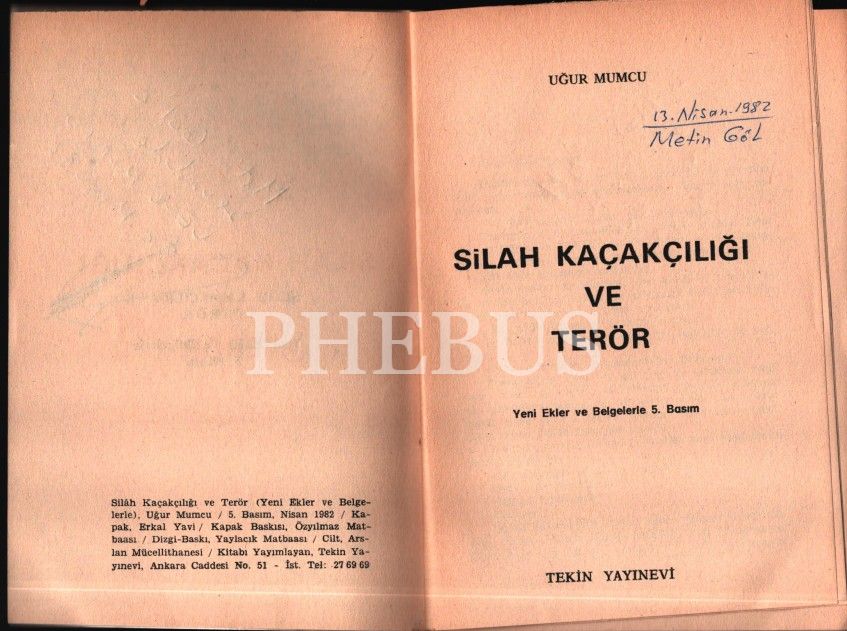 Silâh Kaçakçılığı ve Terör (Yeni Ekler ve Belge-
lerle), Uğur Mumcu / 5. Basım, Nisan 1982 / Ka-
pak, Erkal Yavi / Kapak Baskısı, Özyılmaz Mat-
baası / Dizgi-Baskı, Yaylacık Matbaası / Cilt, Ars-
lan Mücellithanesi / Kitabı Yayımlayan, Tekin Ya-
yınevi, Ankara Caddesi No. 51 - İst. Tel: 27 69 69
UĞUR MUMCU
13. Nisan. 1982
Metin Göl
SiLAH KAÇAKÇILIĞI
VE
TERÖR
Yeni Ekler ve Belgelerle 5. Basım
TEKİN YAYINEVİ
PHEBUS